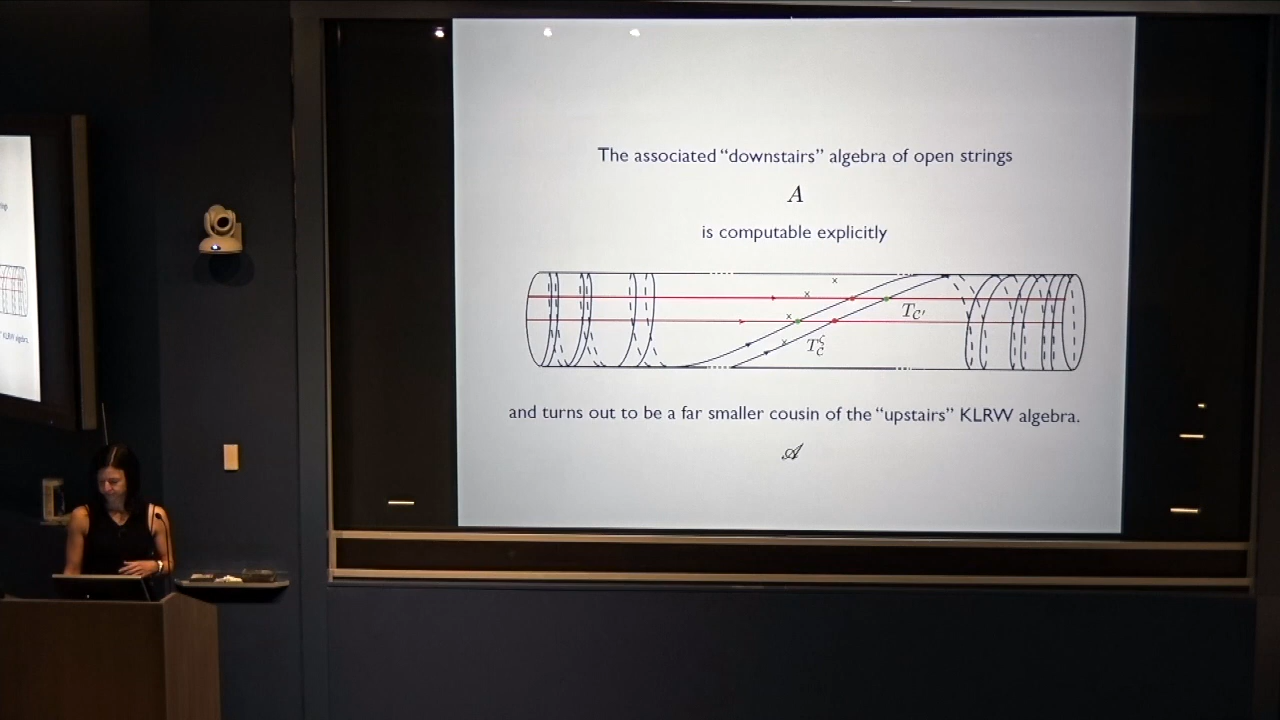 The associated “downstairs” algebra of open strings
A
is computable explicitly
T_{C'}
T_C^ζ
and turns out to be a far smaller cousin of the “upstairs” KLRW algebra.
𝒜